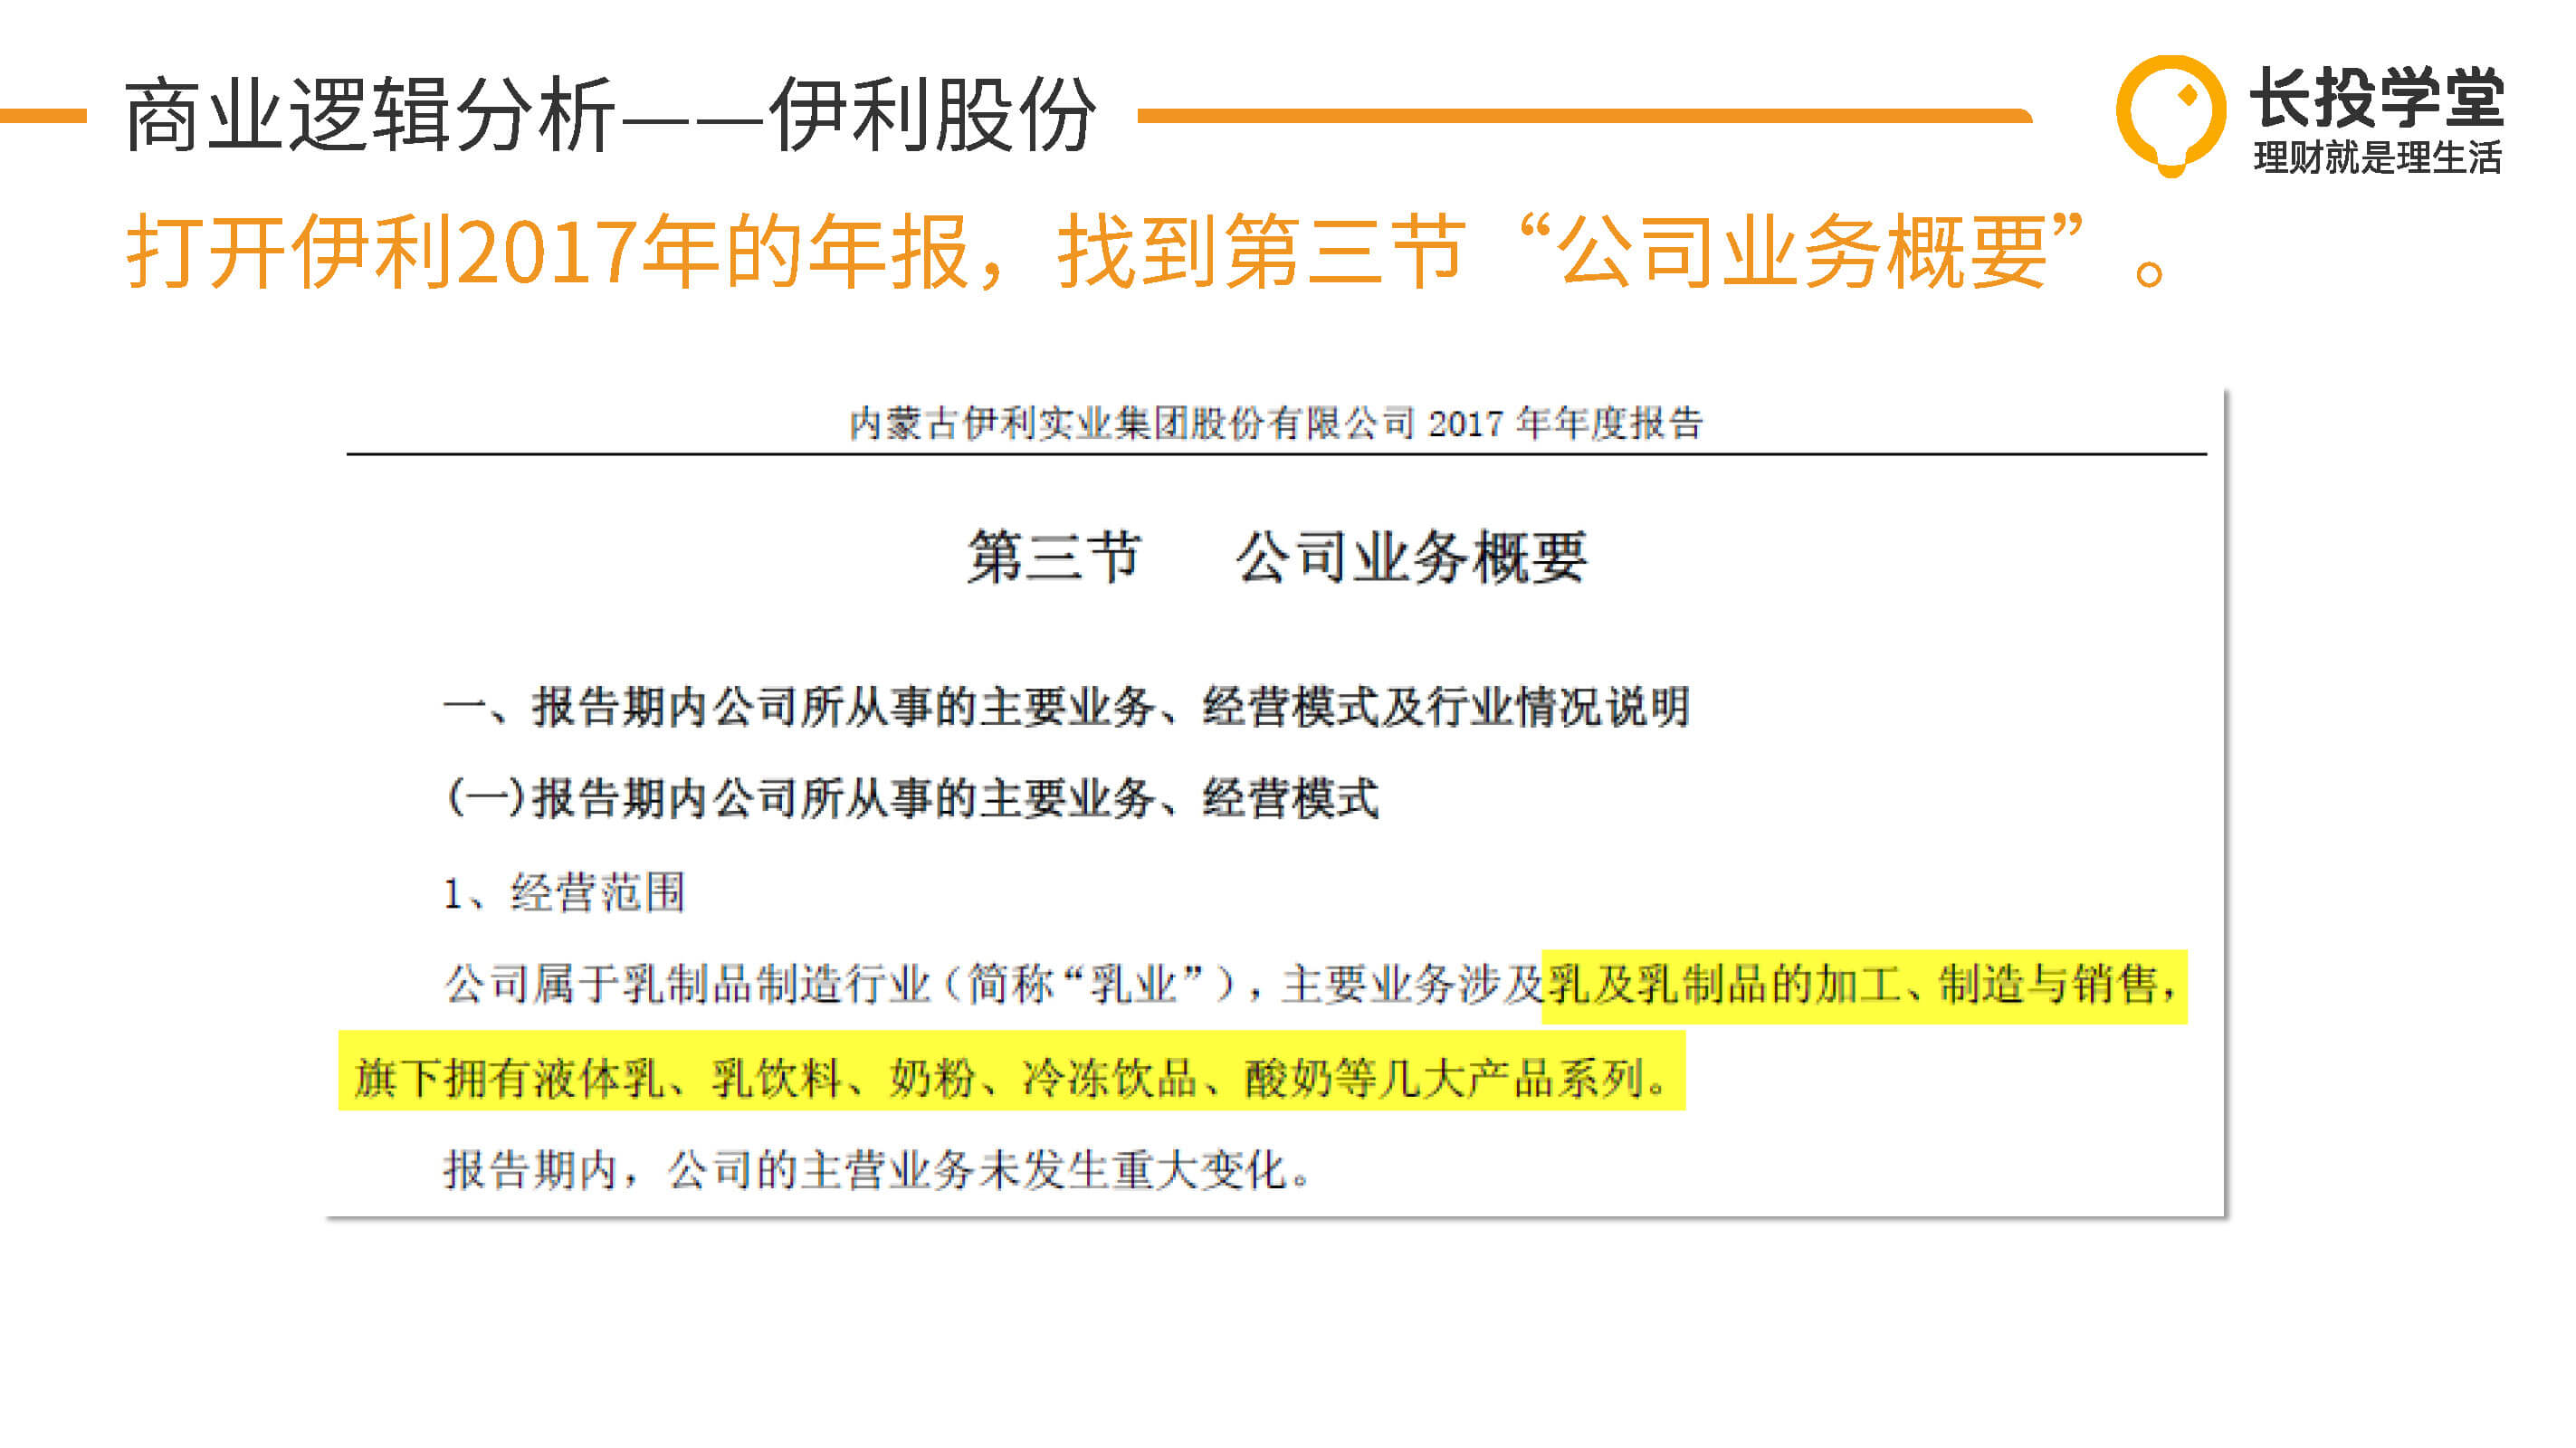 商业逻辑分析——伊利股份
长投学堂
理财就是理生活
打开伊利2017年的年报，找到第三节“公司业务概要”。
内蒙古伊利实业集团股份有限公司 2017 年年度报告
第三节 公司业务概要
一、报告期内公司所从事的主要业务、经营模式及行业情况说明
(一)报告期内公司所从事的主要业务、经营模式
1、经营范围
公司属于乳制品制造行业（简称“乳业”），主要业务涉及乳及乳制品的加工、制造与销售，
旗下拥有液体乳、乳饮料、奶粉、冷冻饮品、酸奶等几大产品系列。
报告期内，公司的主营业务未发生重大变化。